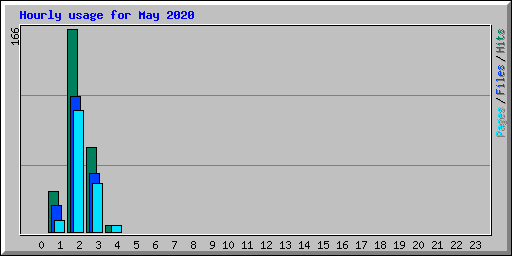 Hourly usage for May 2020
166
Pages/Files/Hits
0 1 2 3 4 5 6 7 8 9 10 11 12 13 14 15 16 17 18 19 20 21 22 23